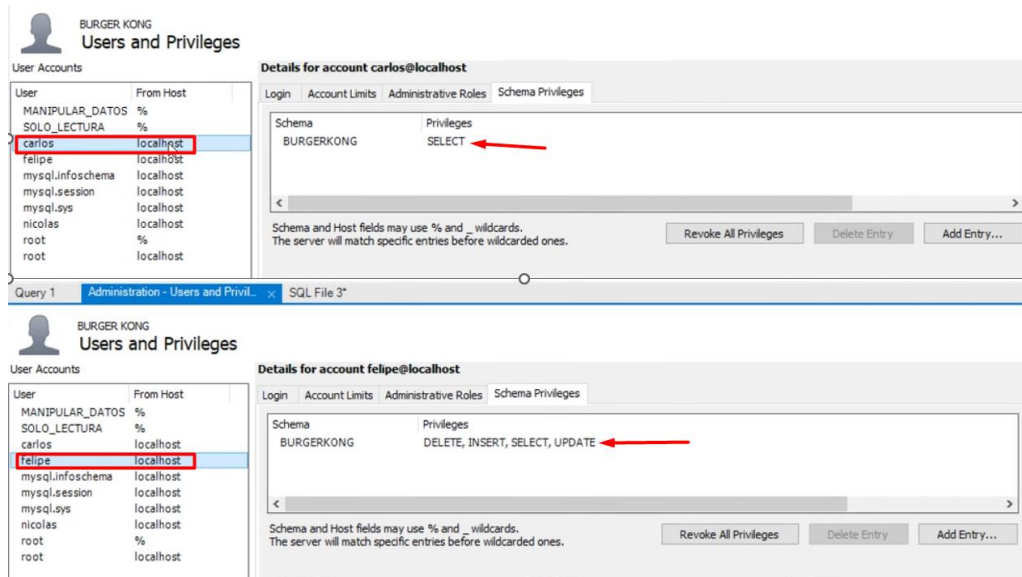 BURGER KONG
Users and Privileges
User Accounts
Details for account carlos@localhost
User From Host
MANIPULAR_DATOS %
SOLO_LECTURA %
carlos localhost
felipe localhost
mysql.infoschema localhost
mysql.session localhost
mysql.sys localhost
nicolas localhost
root %
root localhost
Login Account Limits Administrative Roles Schema Privileges
Schema Privileges
BURGERKONG SELECT
Schema and Host fields may use % and _ wildcards.
The server will match specific entries before wildcarded ones.
Revoke All Privileges Delete Entry Add Entry...
Query 1 Administration - Users and Privil... SQL File 3*
BURGER KONG
Users and Privileges
User Accounts
Details for account felipe@localhost
User From Host
MANIPULAR_DATOS %
SOLO_LECTURA %
carlos localhost
felipe localhost
mysql.infoschema localhost
mysql.session localhost
mysql.sys localhost
nicolas localhost
root %
root localhost
Login Account Limits Administrative Roles Schema Privileges
Schema Privileges
BURGERKONG DELETE, INSERT, SELECT, UPDATE
Schema and Host fields may use % and _ wildcards.
The server will match specific entries before wildcarded ones.
Revoke All Privileges Delete Entry Add Entry...